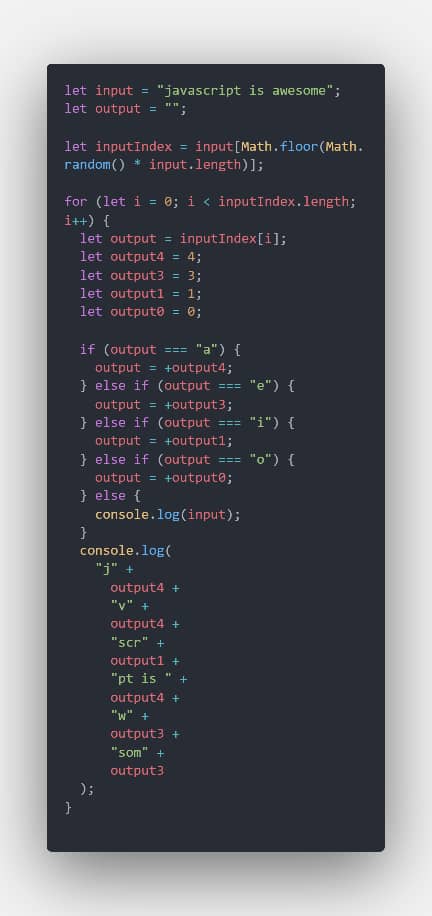 let input = "javascript is awesome";
let output = "";

let inputIndex = input[Math.floor(Math.
random() * input.length)];

for (let i = 0; i < inputIndex.length;
i++) {
  let output = inputIndex[i];
  let output4 = 4;
  let output3 = 3;
  let output1 = 1;
  let output0 = 0;

  if (output === "a") {
    output = +output4;
  } else if (output === "e") {
    output = +output3;
  } else if (output === "i") {
    output = +output1;
  } else if (output === "o") {
    output = +output0;
  } else {
    console.log(input);
  }
  console.log(
    "j" +
      output4 +
      "v" +
      output4 +
      "scr" +
      output1 +
      "pt is " +
      output4 +
      "w" +
      output3 +
      "som" +
      output3
  );
}